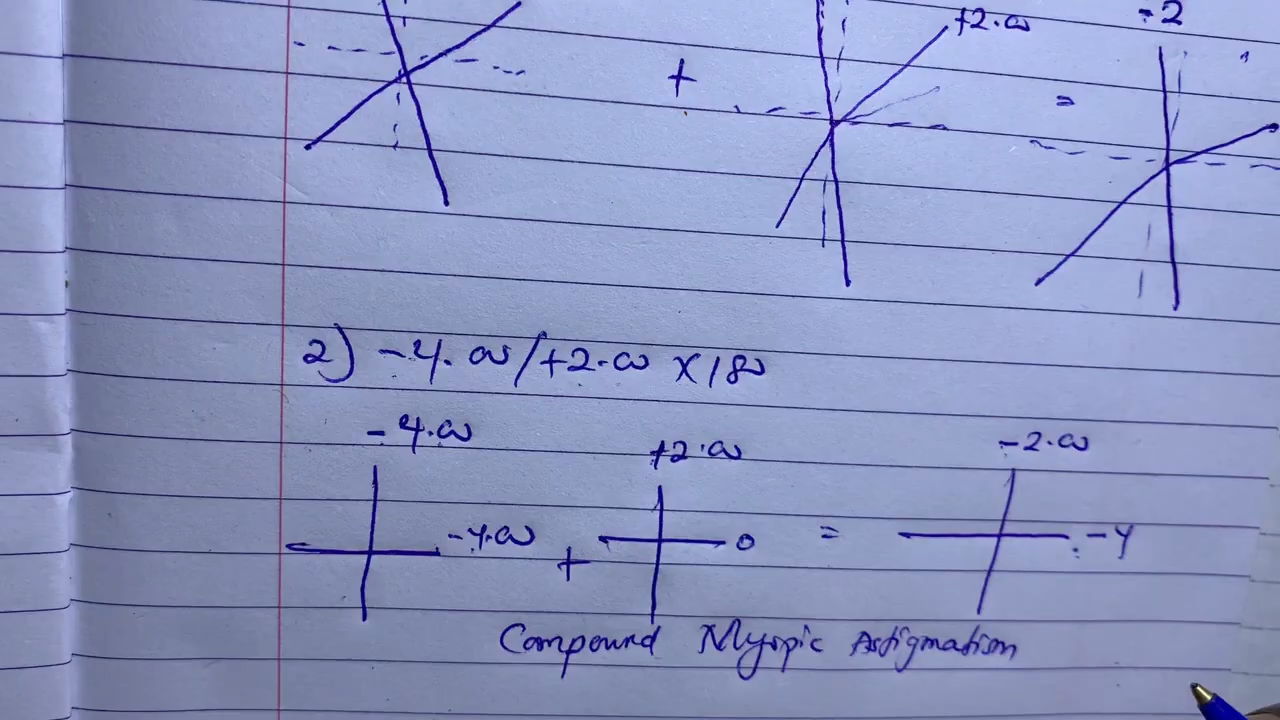 +2.00
-2
+
=
2) -4.00/+2.00 X180
-4.00 +2.00 -2.00
-4.00 + 0 = -4
Compound Myopic Astigmatism